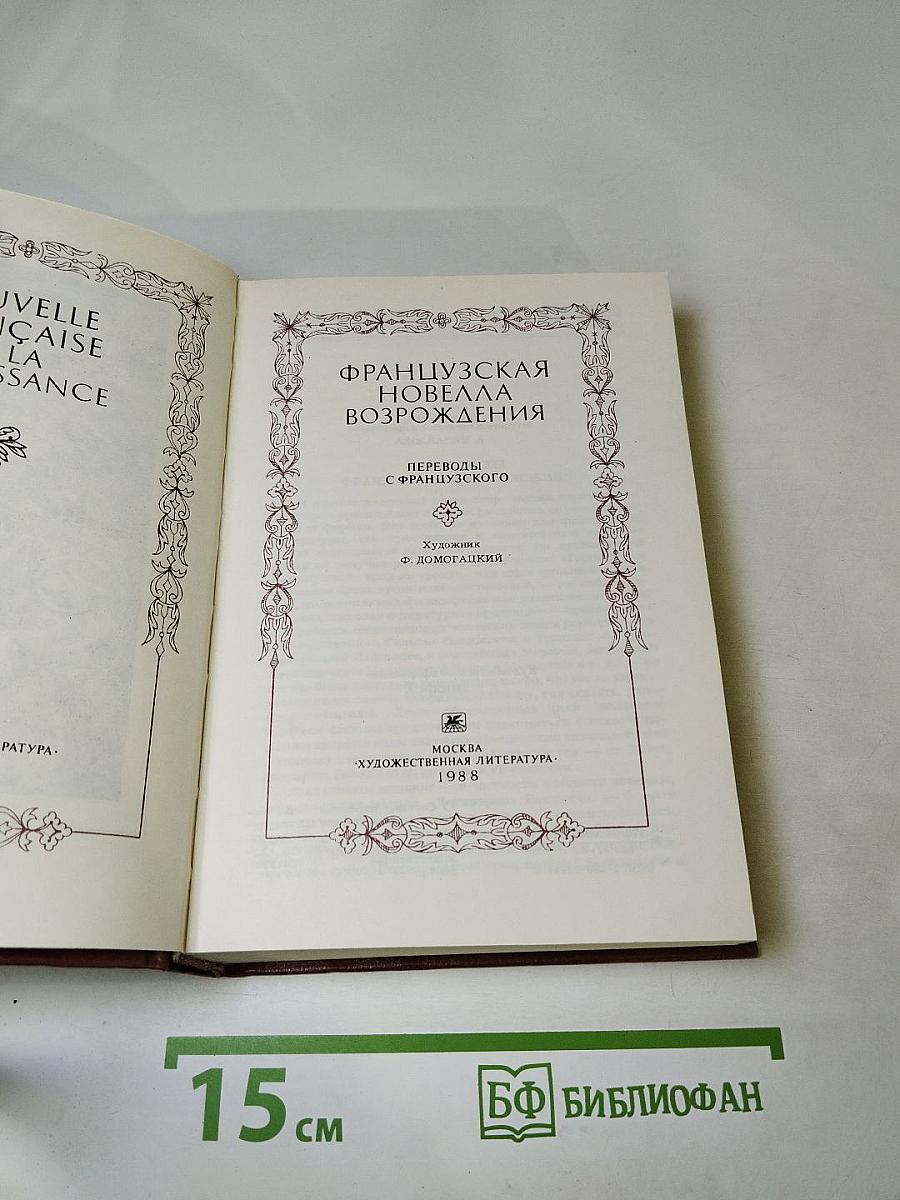 UVELLE
NÇAISE
LA
SSANCE
РАТУРА·
ФРАНЦУЗСКАЯ
НОВЕЛЛА
ВОЗРОЖДЕНИЯ
ПЕРЕВОДЫ
С ФРАНЦУЗСКОГО
Художник
Ф. ДОМОГАЦКИЙ
МОСКВА
·ХУДОЖЕСТВЕННАЯ ЛИТЕРАТУРА·
1988
15 см
БФ БИБЛИОФАН